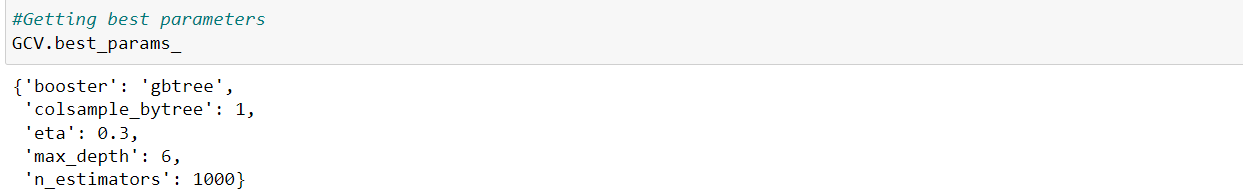 #Getting best parameters
GCV.best_params_
{'booster': 'gbtree',
 'colsample_bytree': 1,
 'eta': 0.3,
 'max_depth': 6,
 'n_estimators': 1000}